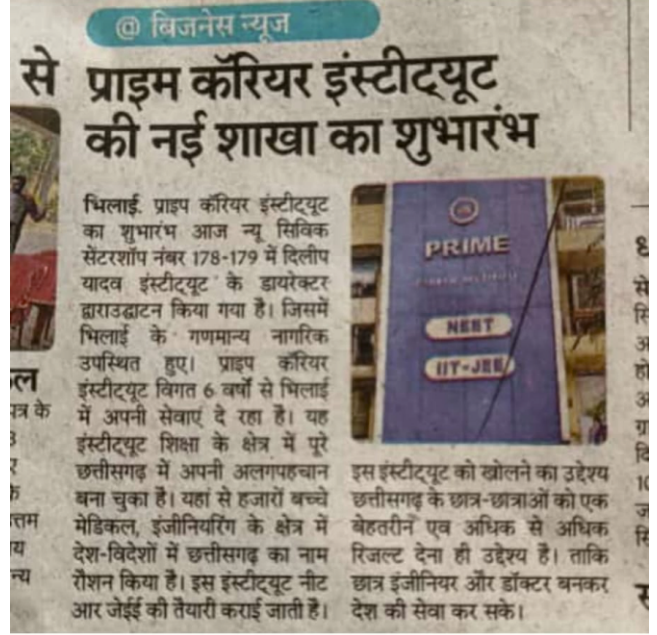 @ बिजनेस न्यूज
प्राइम कॅरियर इंस्टीट्यूट
की नई शाखा का शुभारंभ
भिलाई. प्राइप कॅरियर इंस्टीट्यूट
का शुभारंभ आज न्यू सिविक
सेंटरशॉप नंबर 178-179 में दिलीप
यादव इंस्टीट्यूट के डायरेक्टर
द्वाराउद्घाटन किया गया है। जिसमें
भिलाई के गणमान्य नागरिक
उपस्थित हुए। प्राइप कॅरियर
इंस्टीट्यूट विगत 6 वर्षों से भिलाई
में अपनी सेवाएं दे रहा है। यह
इंस्टीट्यूट शिक्षा के क्षेत्र में पूरे
छत्तीसगढ़ में अपनी अलगपहचान
बना चुका है। यहां से हजारों बच्चे
मेडिकल, इंजीनियरिंग के क्षेत्र में
देश-विदेशों में छत्तीसगढ़ का नाम
रौशन किया है। इस इंस्टीट्यूट नीट
आर जेईई की तैयारी कराई जाती है।
PRIME
NEET
IIT-JEE
इस इंस्टीट्यूट को खोलने का उद्देश्य
छत्तीसगढ़ के छात्र-छात्राओं को एक
बेहतरीन एव अधिक से अधिक
रिजल्ट देना ही उद्देश्य है। ताकि
छात्र इंजीनियर और डॉक्टर बनकर
देश की सेवा कर सके।
से